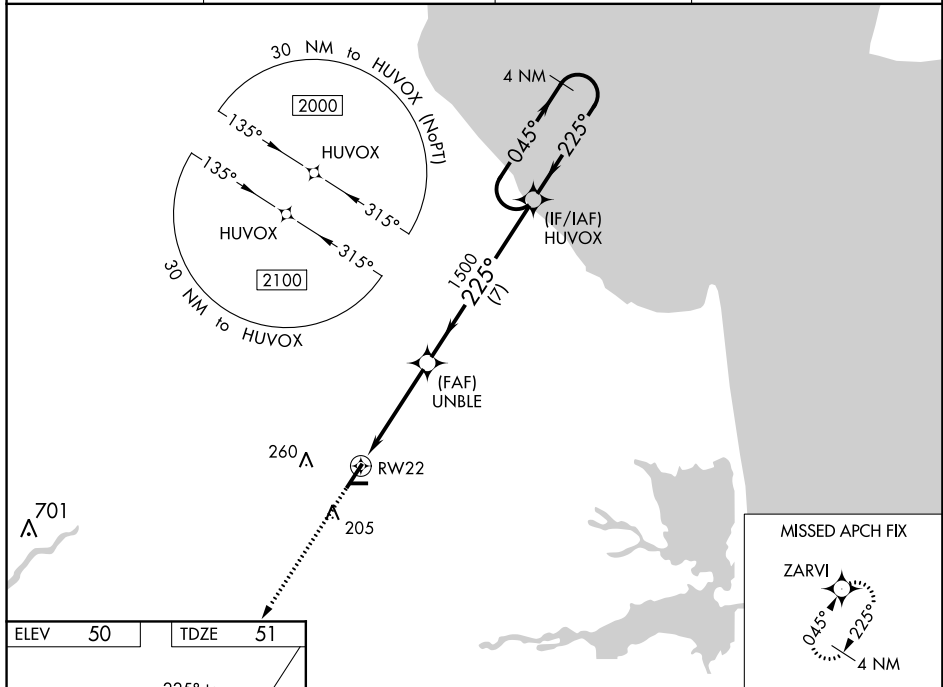 30 NM to HUVOX (NoPT)
2000
135°
HUVOX
315°
135°
HUVOX
315°
2100
30 NM to HUVOX
4 NM
045°
225°
(IF/IAF)
HUVOX
1500
225°
(7)
(FAF)
UNBLE
260
RW22
205
701
MISSED APCH FIX
ZARVI
045°
225°
4 NM
ELEV 50
TDZE 51